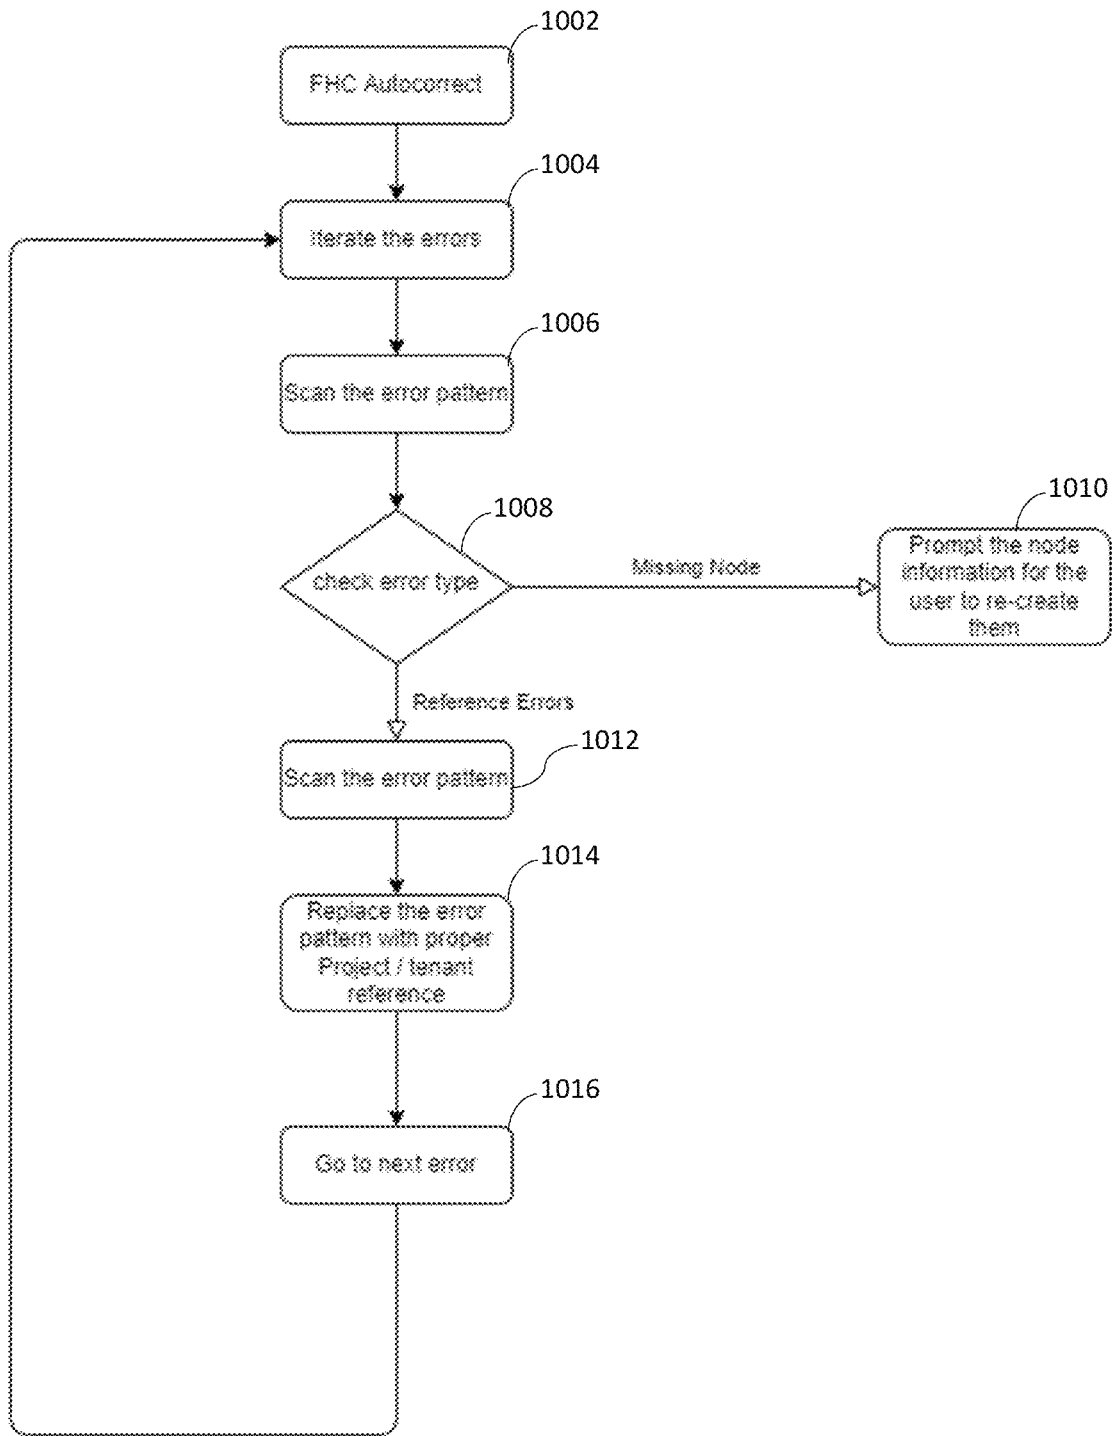 1002
FHC Autocorrect
1004
Iterate the errors
1006
Scan the error pattern
1008
check error type
Missing Node
1010
Prompt the node
information for the
user to re-create
them
Reference Errors
1012
Scan the error pattern
1014
Replace the error
pattern with proper
Project / tenant
reference
1016
Go to next error